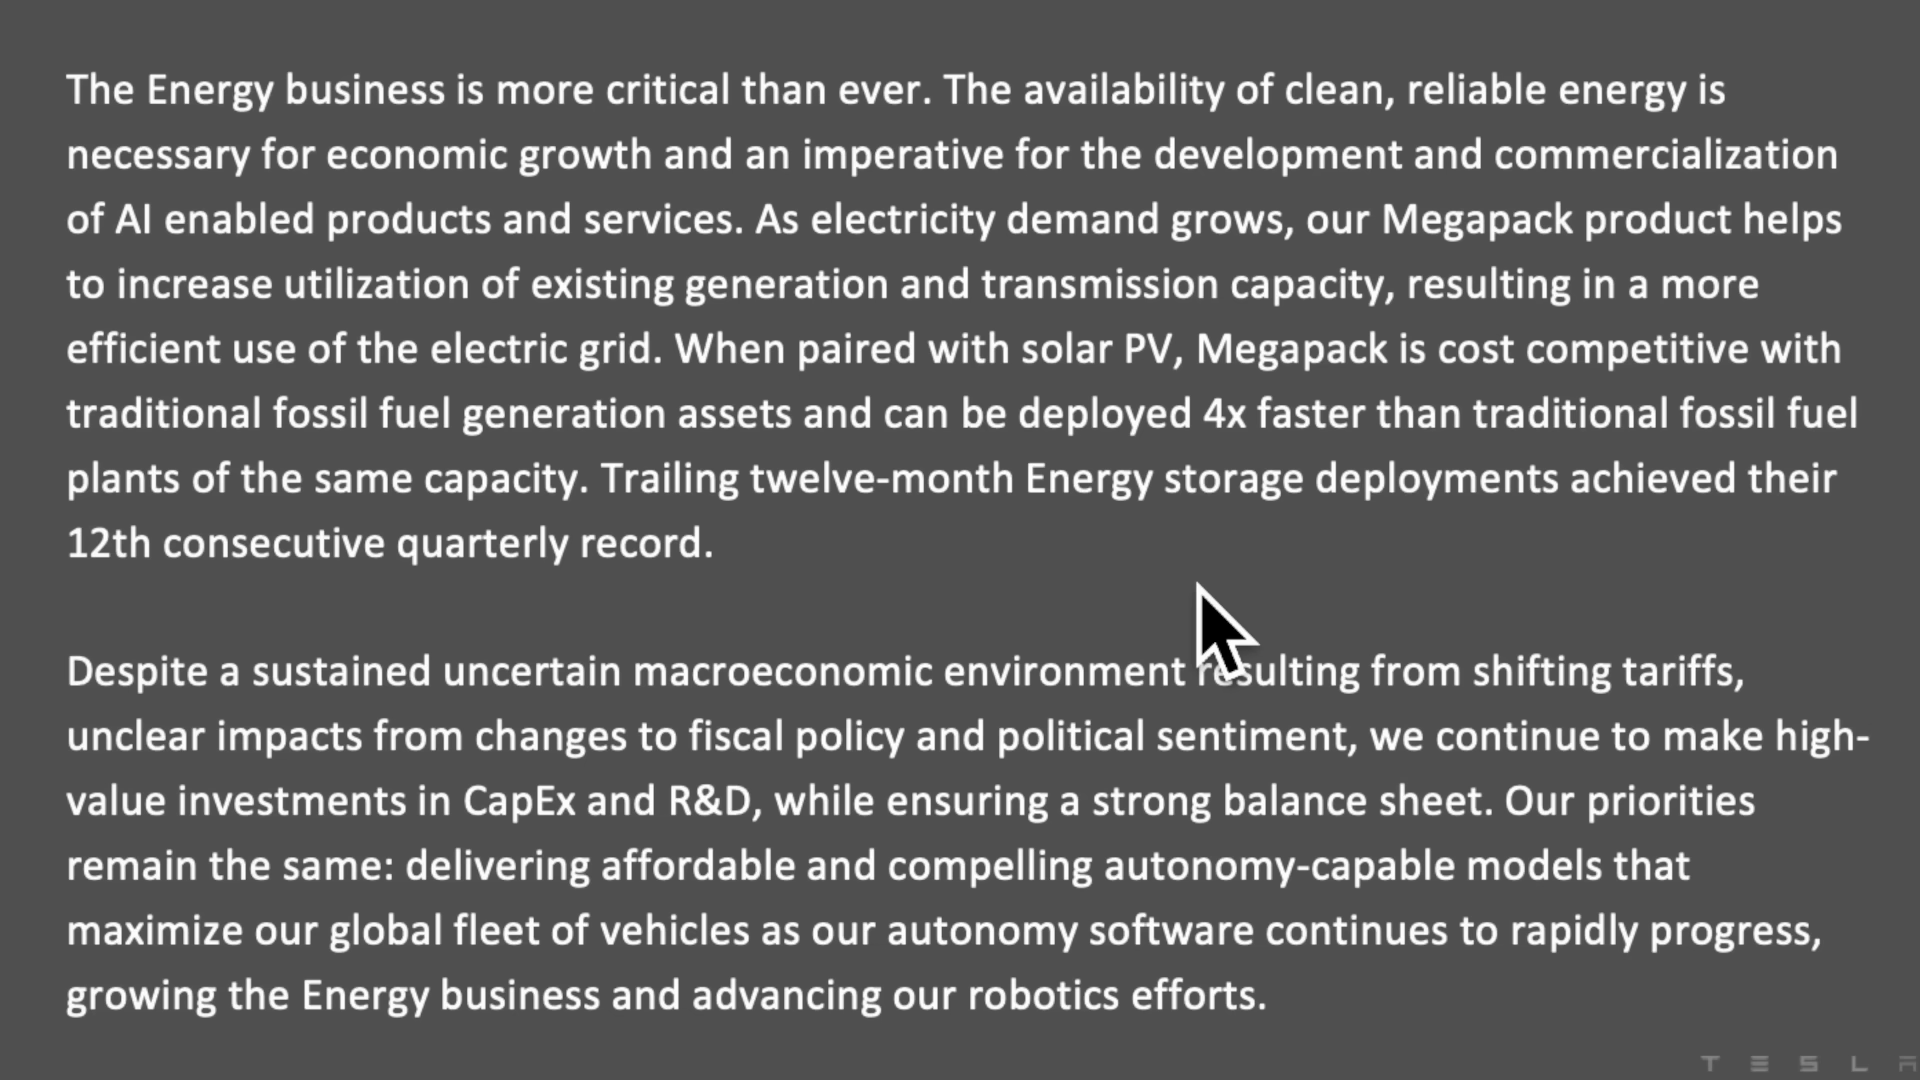 The Energy business is more critical than ever. The availability of clean, reliable energy is
necessary for economic growth and an imperative for the development and commercialization
of AI enabled products and services. As electricity demand grows, our Megapack product helps
to increase utilization of existing generation and transmission capacity, resulting in a more
efficient use of the electric grid. When paired with solar PV, Megapack is cost competitive with
traditional fossil fuel generation assets and can be deployed 4x faster than traditional fossil fuel
plants of the same capacity. Trailing twelve-month Energy storage deployments achieved their
12th consecutive quarterly record.
Despite a sustained uncertain macroeconomic environment resulting from shifting tariffs,
unclear impacts from changes to fiscal policy and political sentiment, we continue to make high-
value investments in CapEx and R&D, while ensuring a strong balance sheet. Our priorities
remain the same: delivering affordable and compelling autonomy-capable models that
maximize our global fleet of vehicles as our autonomy software continues to rapidly progress,
growing the Energy business and advancing our robotics efforts.
TESLA